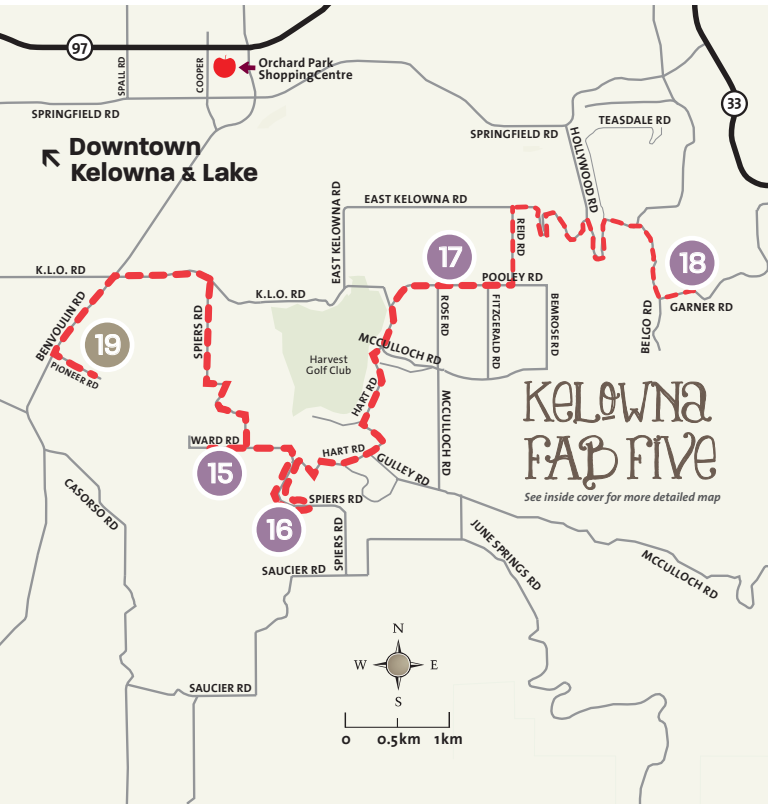 97
SPALL RD
COOPER
Orchard Park
ShoppingCentre
33
SPRINGFIELD RD
SPRINGFIELD RD
HOLLYWOOD RD
TEASDALE RD
Downtown
Kelowna & Lake
EAST KELOWNA RD
EAST KELOWNA RD
REID RD
17
18
K.L.O. RD
K.L.O. RD
POOLEY RD
GARNER RD
BELGO RD
ROSE RD
FITZGERALD RD
BEMROSE RD
BENVOULIN RD
19
PIONEER RD
SPIERS RD
Harvest
Golf Club
MCCULLOCH RD
HART RD
MCCULLOCH RD
KELOWNA
FAB FIVE
See inside cover for more detailed map
WARD RD
15
HART RD
GULLEY RD
CASORSO RD
16
SPIERS RD
SPIERS RD
SAUCIER RD
JUNE SPRINGS RD
MCCULLOCH RD
SAUCIER RD
N
W
E
S
0 0.5km 1km